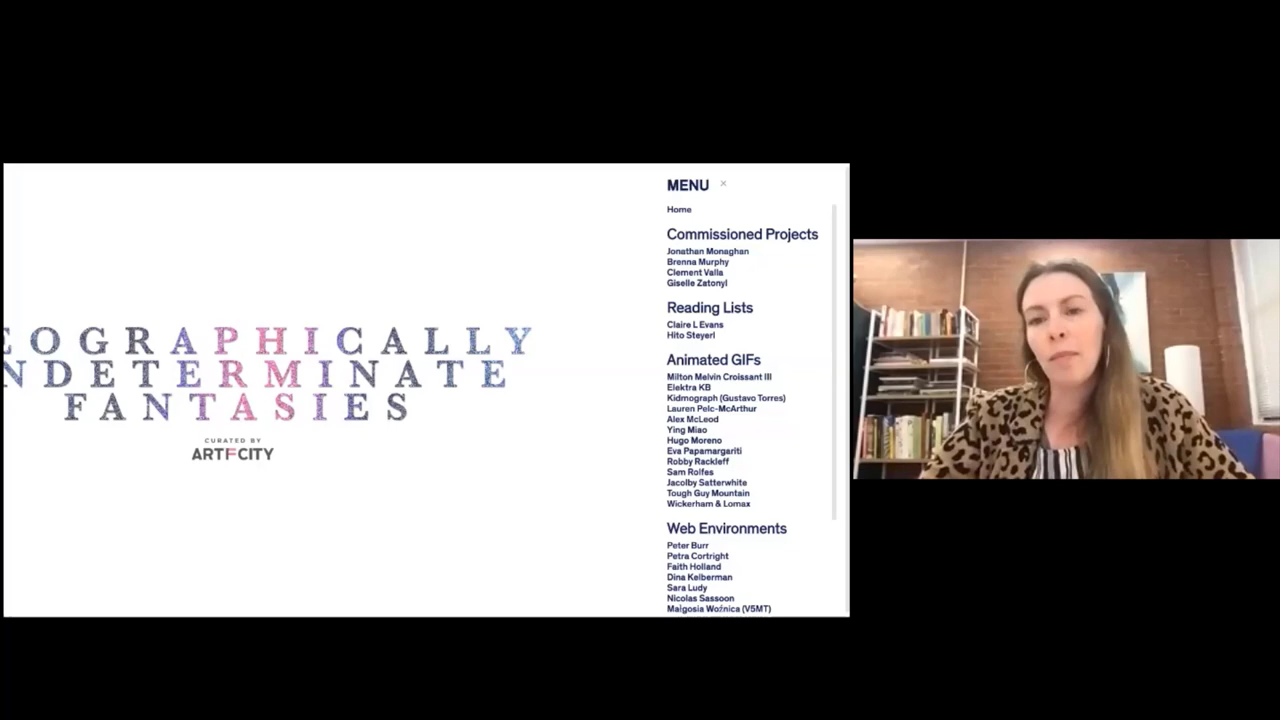 EOGRAPHICALLY
NDETERMINATE
FANTASIES
CURATED BY
ARTFCITY
MENU ×
Home
Commissioned Projects
Jonathan Monaghan
Brenna Murphy
Clement Valla
Giselle Zatonyl
Reading Lists
Claire L Evans
Hito Steyerl
Animated GIFs
Milton Melvin Croissant III
Elektra KB
Kidmograph (Gustavo Torres)
Lauren Pelc-McArthur
Alex McLeod
Ying Miao
Hugo Moreno
Eva Papamargariti
Robby Rackleff
Sam Rolfes
Jacolby Satterwhite
Tough Guy Mountain
Wickerham & Lomax
Web Environments
Peter Burr
Petra Cortright
Faith Holland
Dina Kelberman
Sara Ludy
Nicolas Sassoon
Małgosia Woźnica (V5MT)